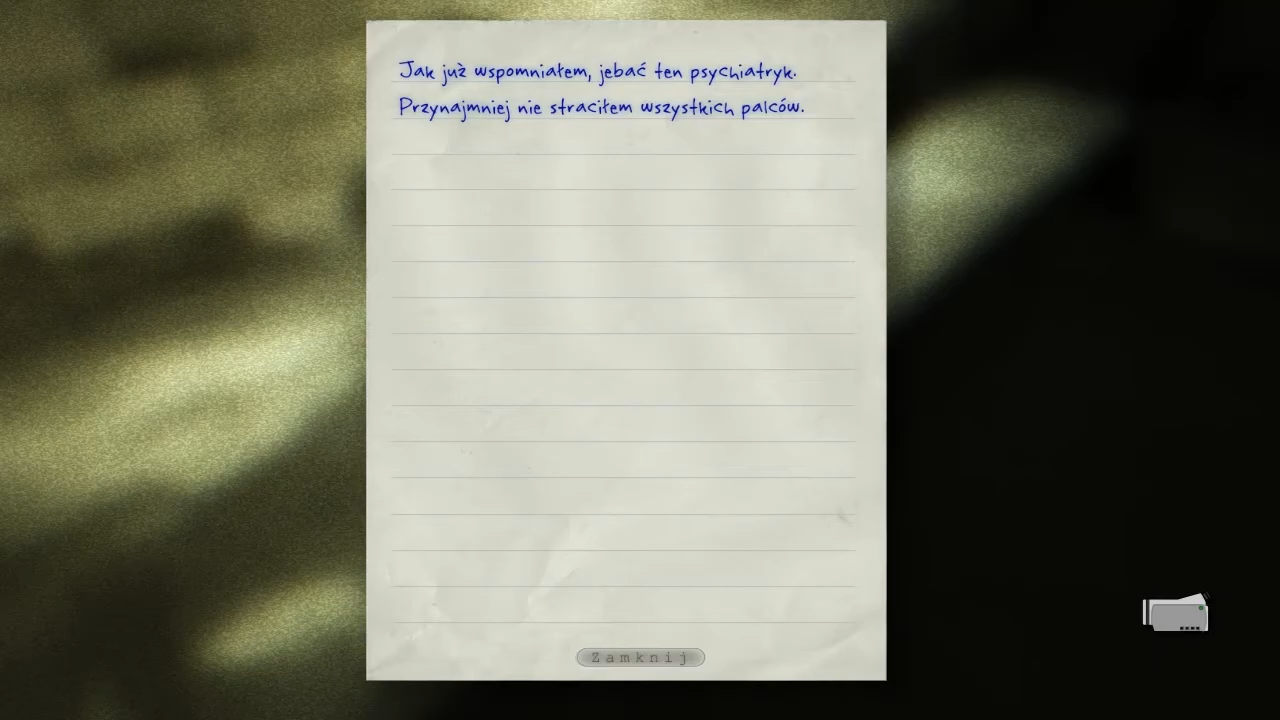 Jak już wspomniałem, jebać ten psychiatryk.
Przynajmniej nie straciłem wszystkich palców.
Zamknij